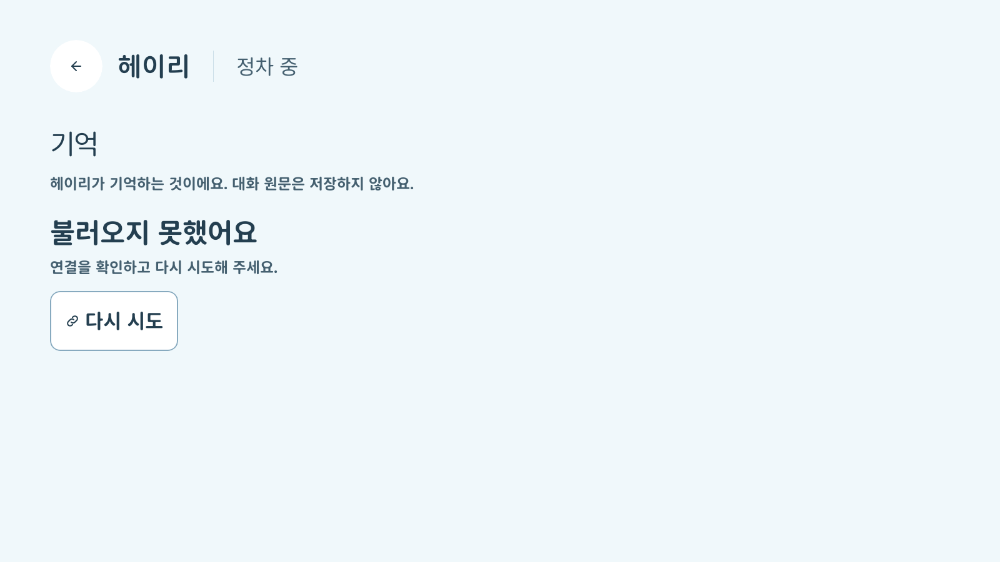 헤이리
정차 중
기억
헤이리가 기억하는 것이에요. 대화 원문은 저장하지 않아요.
불러오지 못했어요
연결을 확인하고 다시 시도해 주세요.
다시 시도